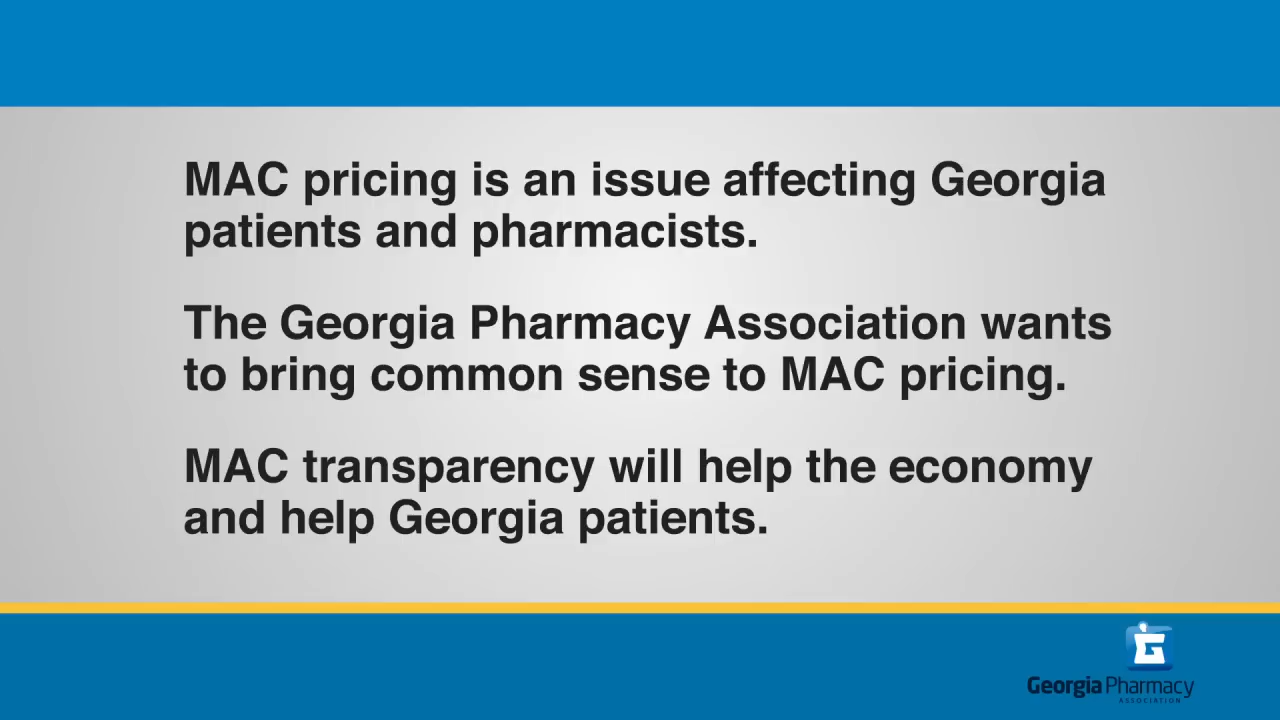 MAC pricing is an issue affecting Georgia
patients and pharmacists.
The Georgia Pharmacy Association wants
to bring common sense to MAC pricing.
MAC transparency will help the economy
and help Georgia patients.
G
Georgia Pharmacy
ASSOCIATION